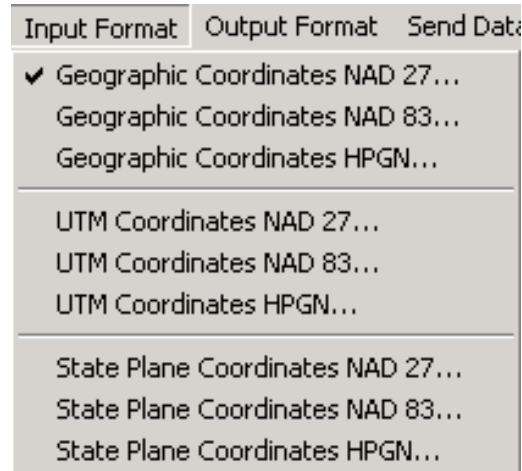 Input Format Output Format Send Data
Geographic Coordinates NAD 27...
Geographic Coordinates NAD 83...
Geographic Coordinates HPGN...
UTM Coordinates NAD 27...
UTM Coordinates NAD 83...
UTM Coordinates HPGN...
State Plane Coordinates NAD 27...
State Plane Coordinates NAD 83...
State Plane Coordinates HPGN...